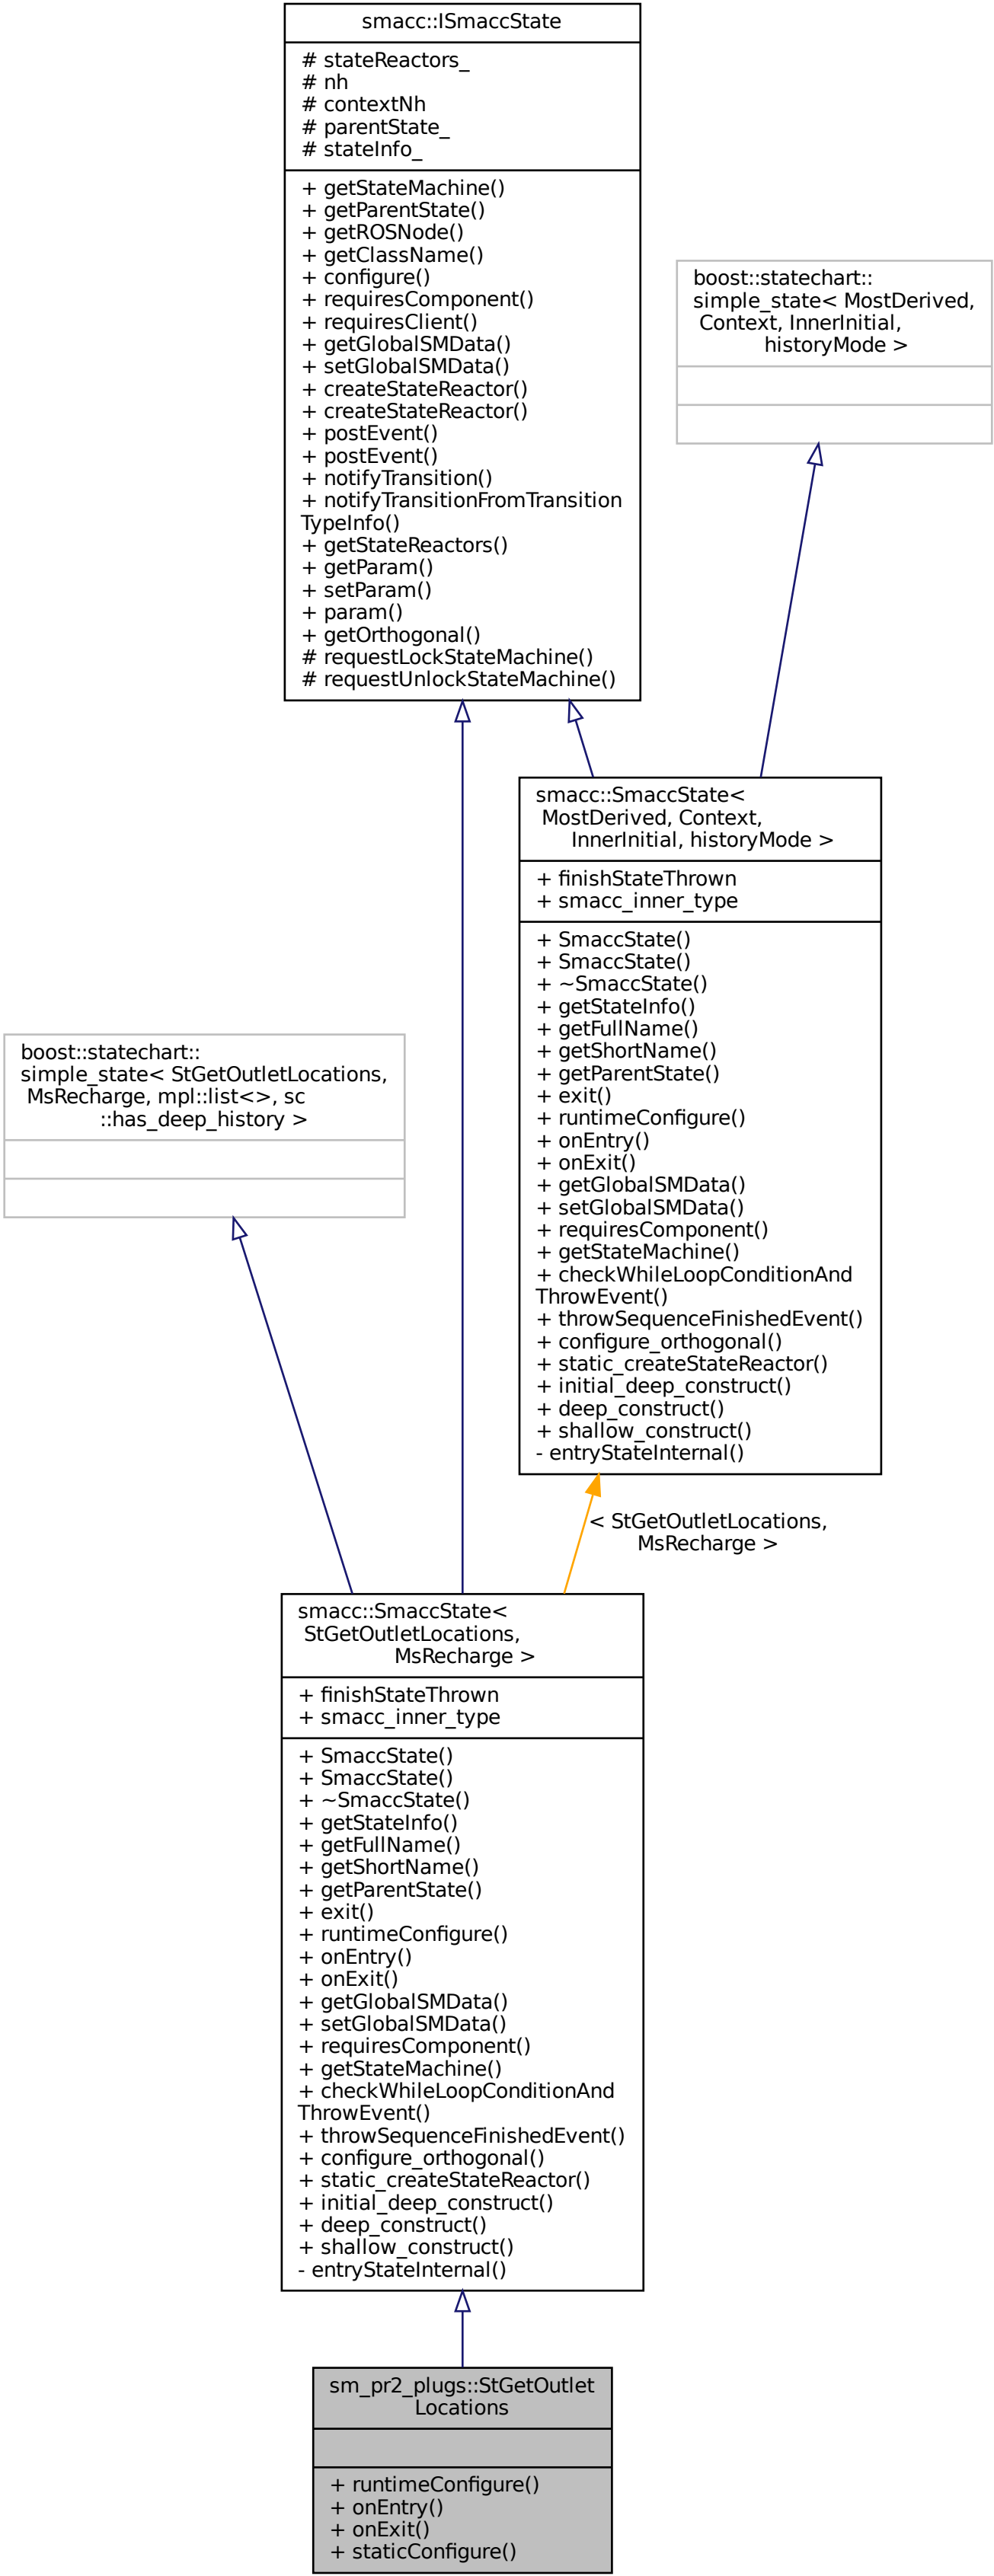 smacc::ISmaccState
# stateReactors_
# nh
# contextNh
# parentState_
# stateInfo_
+ getStateMachine()
+ getParentState()
+ getROSNode()
+ getClassName()
+ configure()
+ requiresComponent()
+ requiresClient()
+ getGlobalSMData()
+ setGlobalSMData()
+ createStateReactor()
+ createStateReactor()
+ postEvent()
+ postEvent()
+ notifyTransition()
+ notifyTransitionFromTransition
TypeInfo()
+ getStateReactors()
+ getParam()
+ setParam()
+ param()
+ getOrthogonal()
# requestLockStateMachine()
# requestUnlockStateMachine()
boost::statechart::
simple_state< MostDerived,
Context, InnerInitial,
historyMode >
smacc::SmaccState<
MostDerived, Context,
InnerInitial, historyMode >
+ finishStateThrown
+ smacc_inner_type
+ SmaccState()
+ SmaccState()
+ ~SmaccState()
+ getStateInfo()
+ getFullName()
+ getShortName()
+ getParentState()
+ exit()
+ runtimeConfigure()
+ onEntry()
+ onExit()
+ getGlobalSMData()
+ setGlobalSMData()
+ requiresComponent()
+ getStateMachine()
+ checkWhileLoopConditionAnd
ThrowEvent()
+ throwSequenceFinishedEvent()
+ configure_orthogonal()
+ static_createStateReactor()
+ initial_deep_construct()
+ deep_construct()
+ shallow_construct()
- entryStateInternal()
boost::statechart::
simple_state< StGetOutletLocations,
MsRecharge, mpl::list<>, sc
::has_deep_history >
< StGetOutletLocations,
MsRecharge >
smacc::SmaccState<
StGetOutletLocations,
MsRecharge >
+ finishStateThrown
+ smacc_inner_type
+ SmaccState()
+ SmaccState()
+ ~SmaccState()
+ getStateInfo()
+ getFullName()
+ getShortName()
+ getParentState()
+ exit()
+ runtimeConfigure()
+ onEntry()
+ onExit()
+ getGlobalSMData()
+ setGlobalSMData()
+ requiresComponent()
+ getStateMachine()
+ checkWhileLoopConditionAnd
ThrowEvent()
+ throwSequenceFinishedEvent()
+ configure_orthogonal()
+ static_createStateReactor()
+ initial_deep_construct()
+ deep_construct()
+ shallow_construct()
- entryStateInternal()
sm_pr2_plugs::StGetOutlet
Locations
+ runtimeConfigure()
+ onEntry()
+ onExit()
+ staticConfigure()